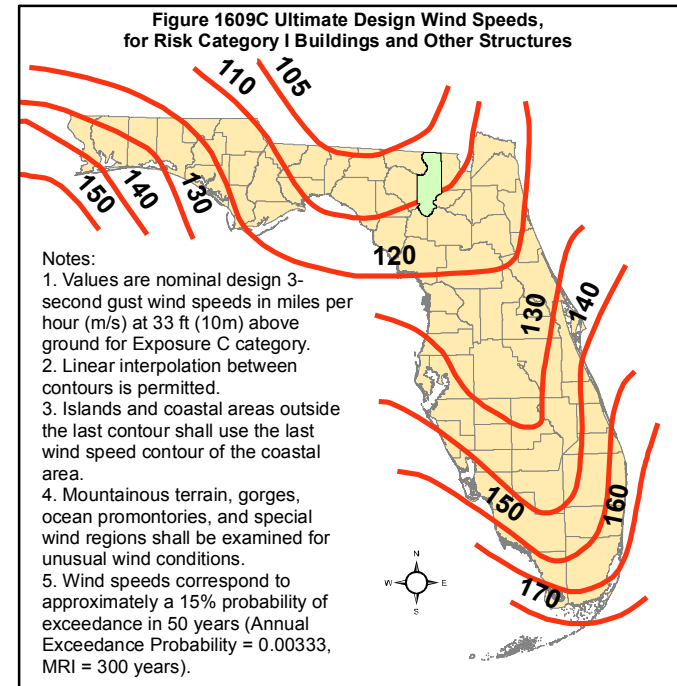 Figure 1609C Ultimate Design Wind Speeds,
for Risk Category I Buildings and Other Structures
105
110
150
140
130
120
130
140
150
160
170
Notes:
1. Values are nominal design 3-
second gust wind speeds in miles per
hour (m/s) at 33 ft (10m) above
ground for Exposure C category.
2. Linear interpolation between
contours is permitted.
3. Islands and coastal areas outside
the last contour shall use the last
wind speed contour of the coastal
area.
4. Mountainous terrain, gorges,
ocean promontories, and special
wind regions shall be examined for
unusual wind conditions.
5. Wind speeds correspond to
approximately a 15% probability of
exceedance in 50 years (Annual
Exceedance Probability = 0.00333,
MRI = 300 years).
N
W E
S